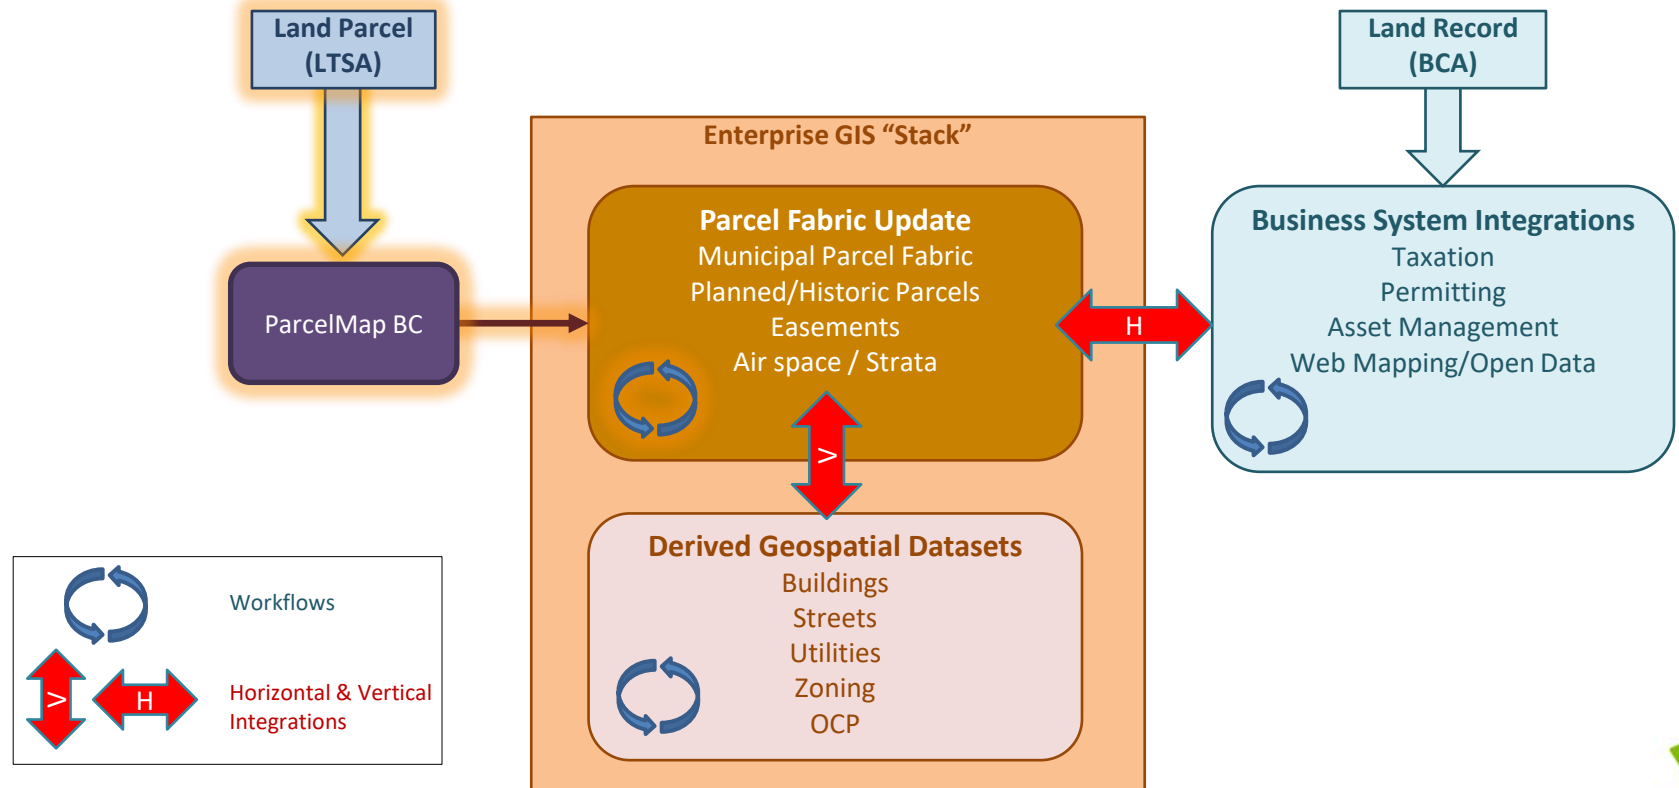 Land Parcel
(LTSA)
Land Record
(BCA)
Enterprise GIS “Stack”
Parcel Fabric Update
Municipal Parcel Fabric
Planned/Historic Parcels
Easements
Air space / Strata
Business System Integrations
Taxation
Permitting
Asset Management
Web Mapping/Open Data
ParcelMap BC
H
V
Derived Geospatial Datasets
Buildings
Streets
Utilities
Zoning
OCP
Workflows
V
H
Horizontal & Vertical
Integrations